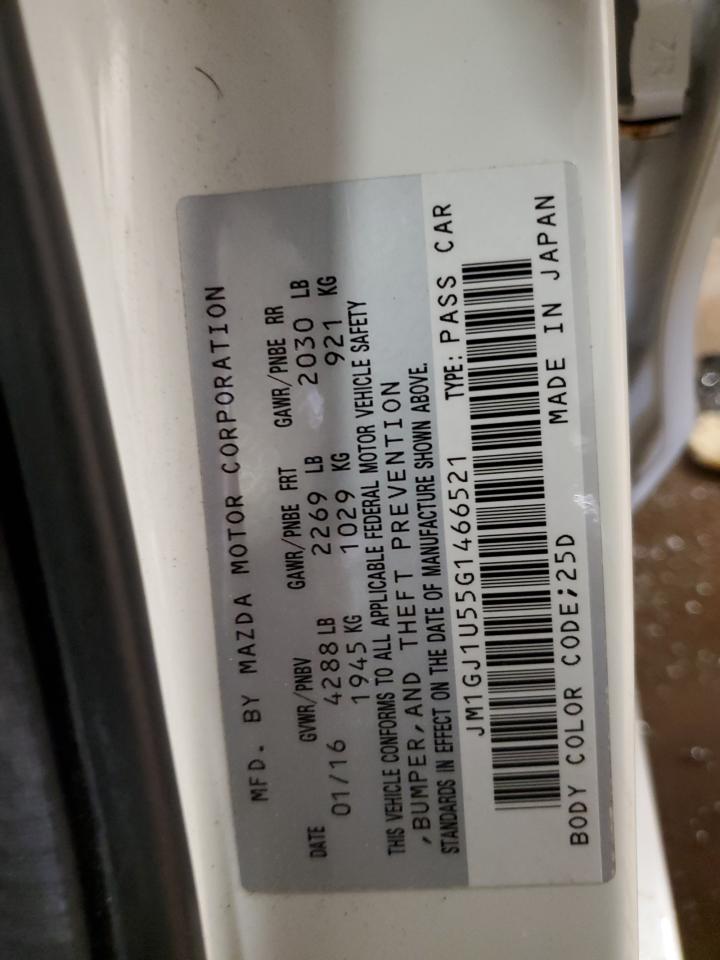 MFD. BY MAZDA MOTOR CORPORATION
DATE GVWR/PNBV GAWR/PNBE FRT GAWR/PNBE RR
01/16 4288 LB 2269 LB 2030 LB
1945 KG 1029 KG 921 KG
THIS VEHICLE CONFORMS TO ALL APPLICABLE FEDERAL MOTOR VEHICLE SAFETY
,BUMPER,AND THEFT PREVENTION
STANDARDS IN EFFECT ON THE DATE OF MANUFACTURE SHOWN ABOVE.
JM1GJ1U55G1466521 TYPE: PASS CAR
BODY COLOR CODE;25D MADE IN JAPAN